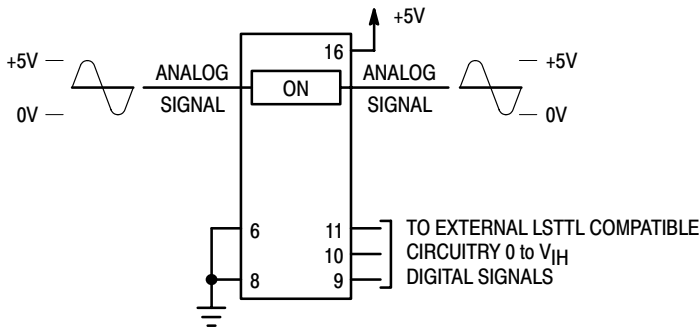 +5V
16
+5V
ANALOG
SIGNAL
0V
ON
ANALOG
SIGNAL
+5V
0V
6
8
11
10
9
TO EXTERNAL LSTTL COMPATIBLE
CIRCUITRY 0 to VIH
DIGITAL SIGNALS